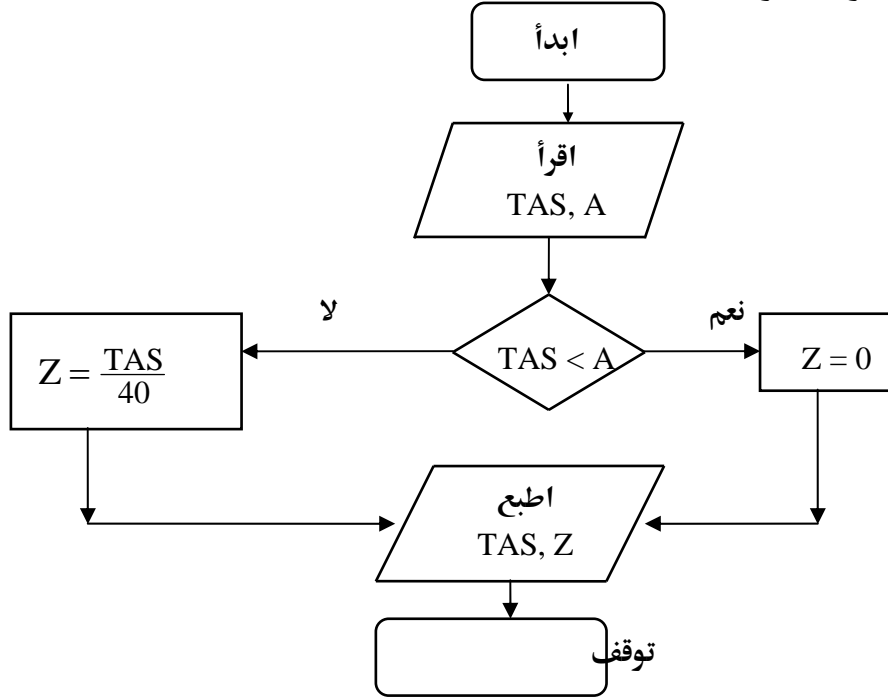 ابدأ
اقرأ
TAS, A
لا
نعم
TAS < A
Z = TAS/40
Z = 0
اطبع
TAS, Z
توقف